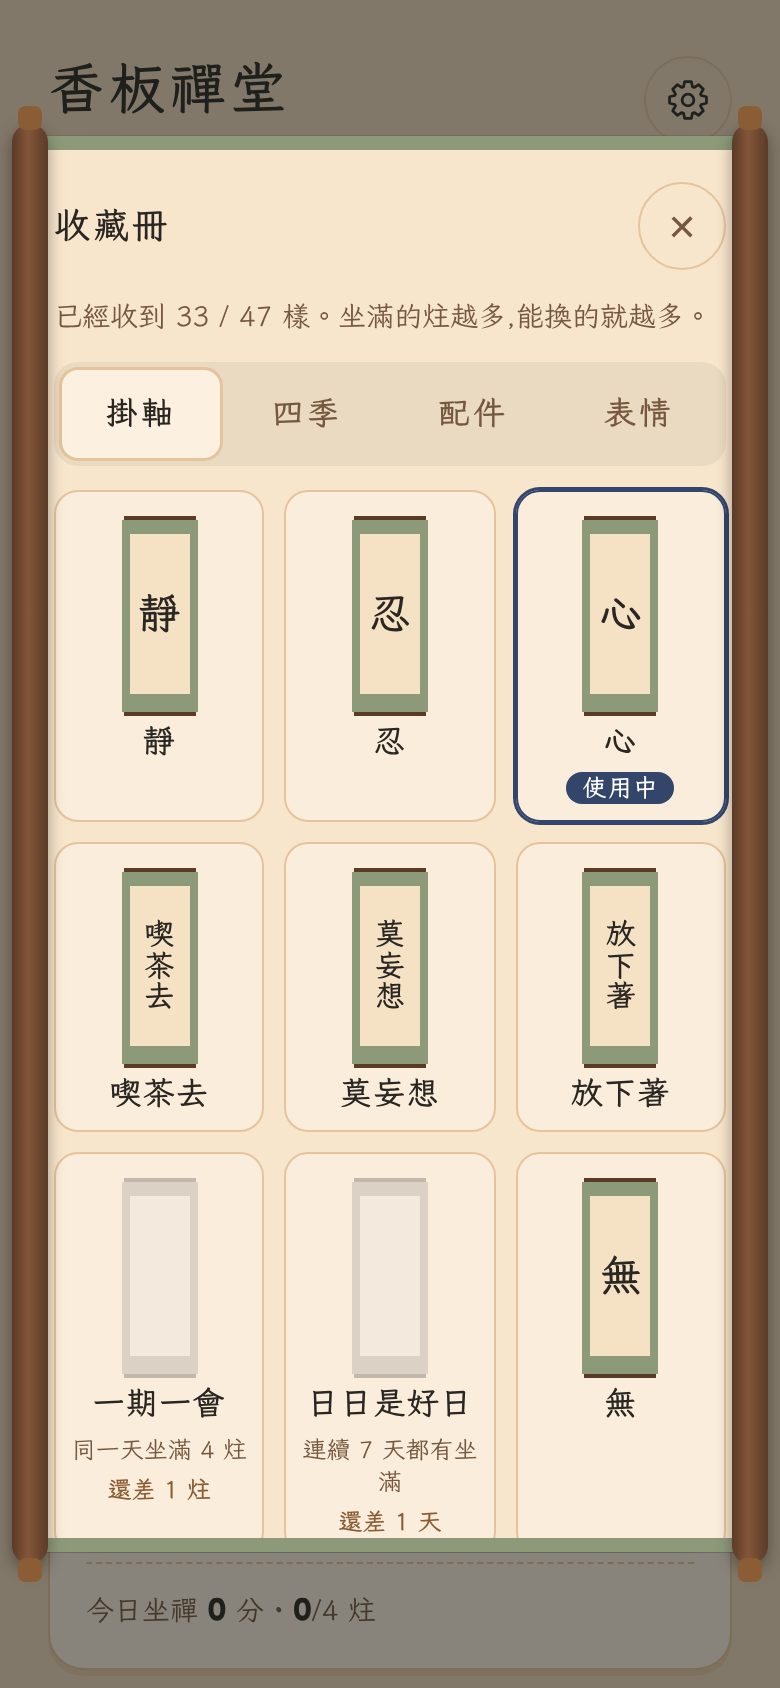 香板禪堂
收藏冊
已經收到 33 / 47 樣。坐滿的炷越多,能換的就越多。
掛軸 四季 配件 表情
靜 忍 心
靜 忍 心
使用中
喫茶去 莫妄想 放下著
喫茶去 莫妄想 放下著
無
一期一會 日日是好日 無
同一天坐滿 4 炷
還差 1 炷
連續 7 天都有坐
滿
還差 1 天
今日坐禪 0 分・0/4 炷